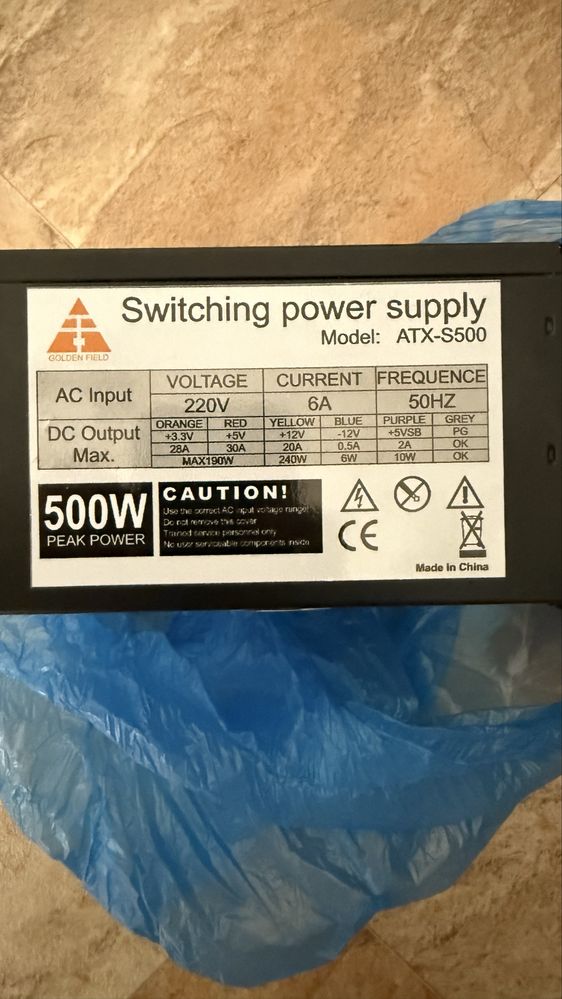 Switching power supply
Model: ATX-S500
GOLDEN FIELD
AC Input VOLTAGE CURRENT FREQUENCE
220V 6A 50HZ
DC Output Max. ORANGE RED YELLOW BLUE PURPLE GREY
+3.3V +5V +12V -12V +5VSB PG
28A 30A 20A 0.5A 2A OK
MAX190W 240W 6W 10W OK
500W
PEAK POWER
CAUTION!
Use the correct AC input voltage range!
Do not remove this cover
Trained service personnel only
No user serviceable components inside
CE
Made In China